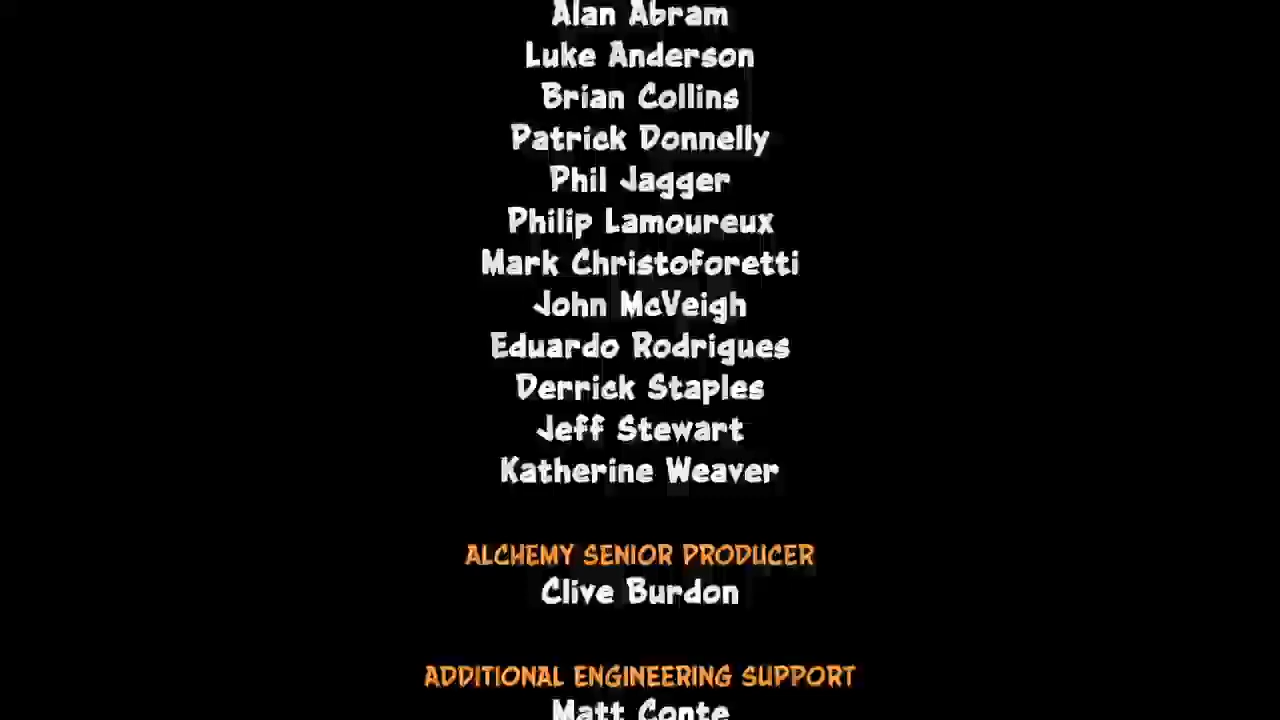 Alan Abram
Luke Anderson
Brian Collins
Patrick Donnelly
Phil Jagger
Philip Lamoureux
Mark Christoforetti
John McVeigh
Eduardo Rodrigues
Derrick Staples
Jeff Stewart
Katherine Weaver
ALCHEMY SENIOR PRODUCER
Clive Burdon
ADDITIONAL ENGINEERING SUPPORT
Matt Conte